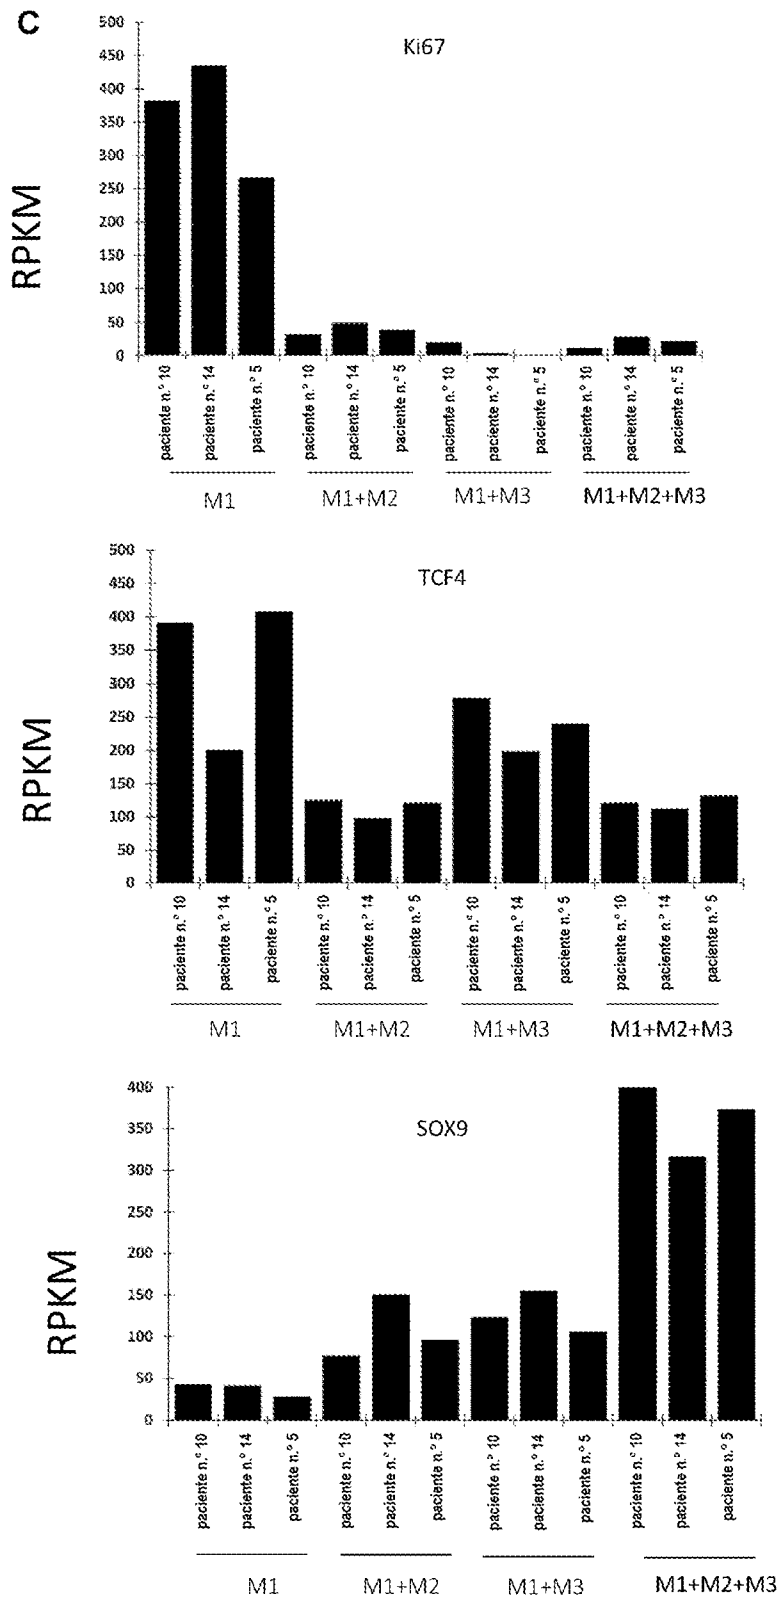 C
Ki67
RPKM
500
450
400
350
300
250
200
150
100
50
0
paciente n.º 10
paciente n.º 14
paciente n.º 5
paciente n.º 10
paciente n.º 14
paciente n.º 5
paciente n.º 10
paciente n.º 14
paciente n.º 5
paciente n.º 10
paciente n.º 14
paciente n.º 5
M1
M1+M2
M1+M3
M1+M2+M3
TCF4
RPKM
500
450
400
350
300
250
200
150
100
50
0
paciente n.º 10
paciente n.º 14
paciente n.º 5
paciente n.º 10
paciente n.º 14
paciente n.º 5
paciente n.º 10
paciente n.º 14
paciente n.º 5
paciente n.º 10
paciente n.º 14
paciente n.º 5
M1
M1+M2
M1+M3
M1+M2+M3
SOX9
RPKM
400
350
300
250
200
150
100
50
0
paciente n.º 10
paciente n.º 14
paciente n.º 5
paciente n.º 10
paciente n.º 14
paciente n.º 5
paciente n.º 10
paciente n.º 14
paciente n.º 5
paciente n.º 10
paciente n.º 14
paciente n.º 5
M1
M1+M2
M1+M3
M1+M2+M3